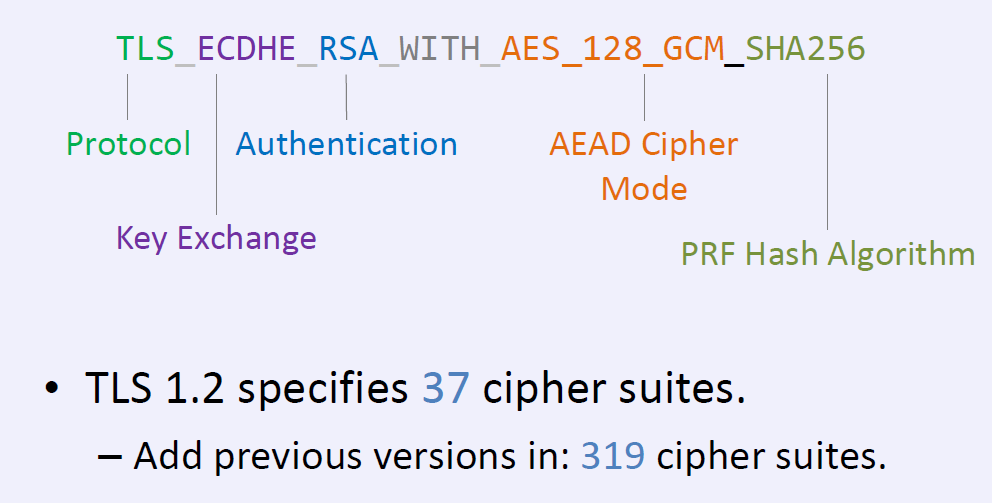 TLS_ECDHE_RSA_WITH_AES_128_GCM_SHA256
Protocol
Authentication
AEAD Cipher
Mode
Key Exchange
PRF Hash Algorithm
• TLS 1.2 specifies 37 cipher suites.
– Add previous versions in: 319 cipher suites.